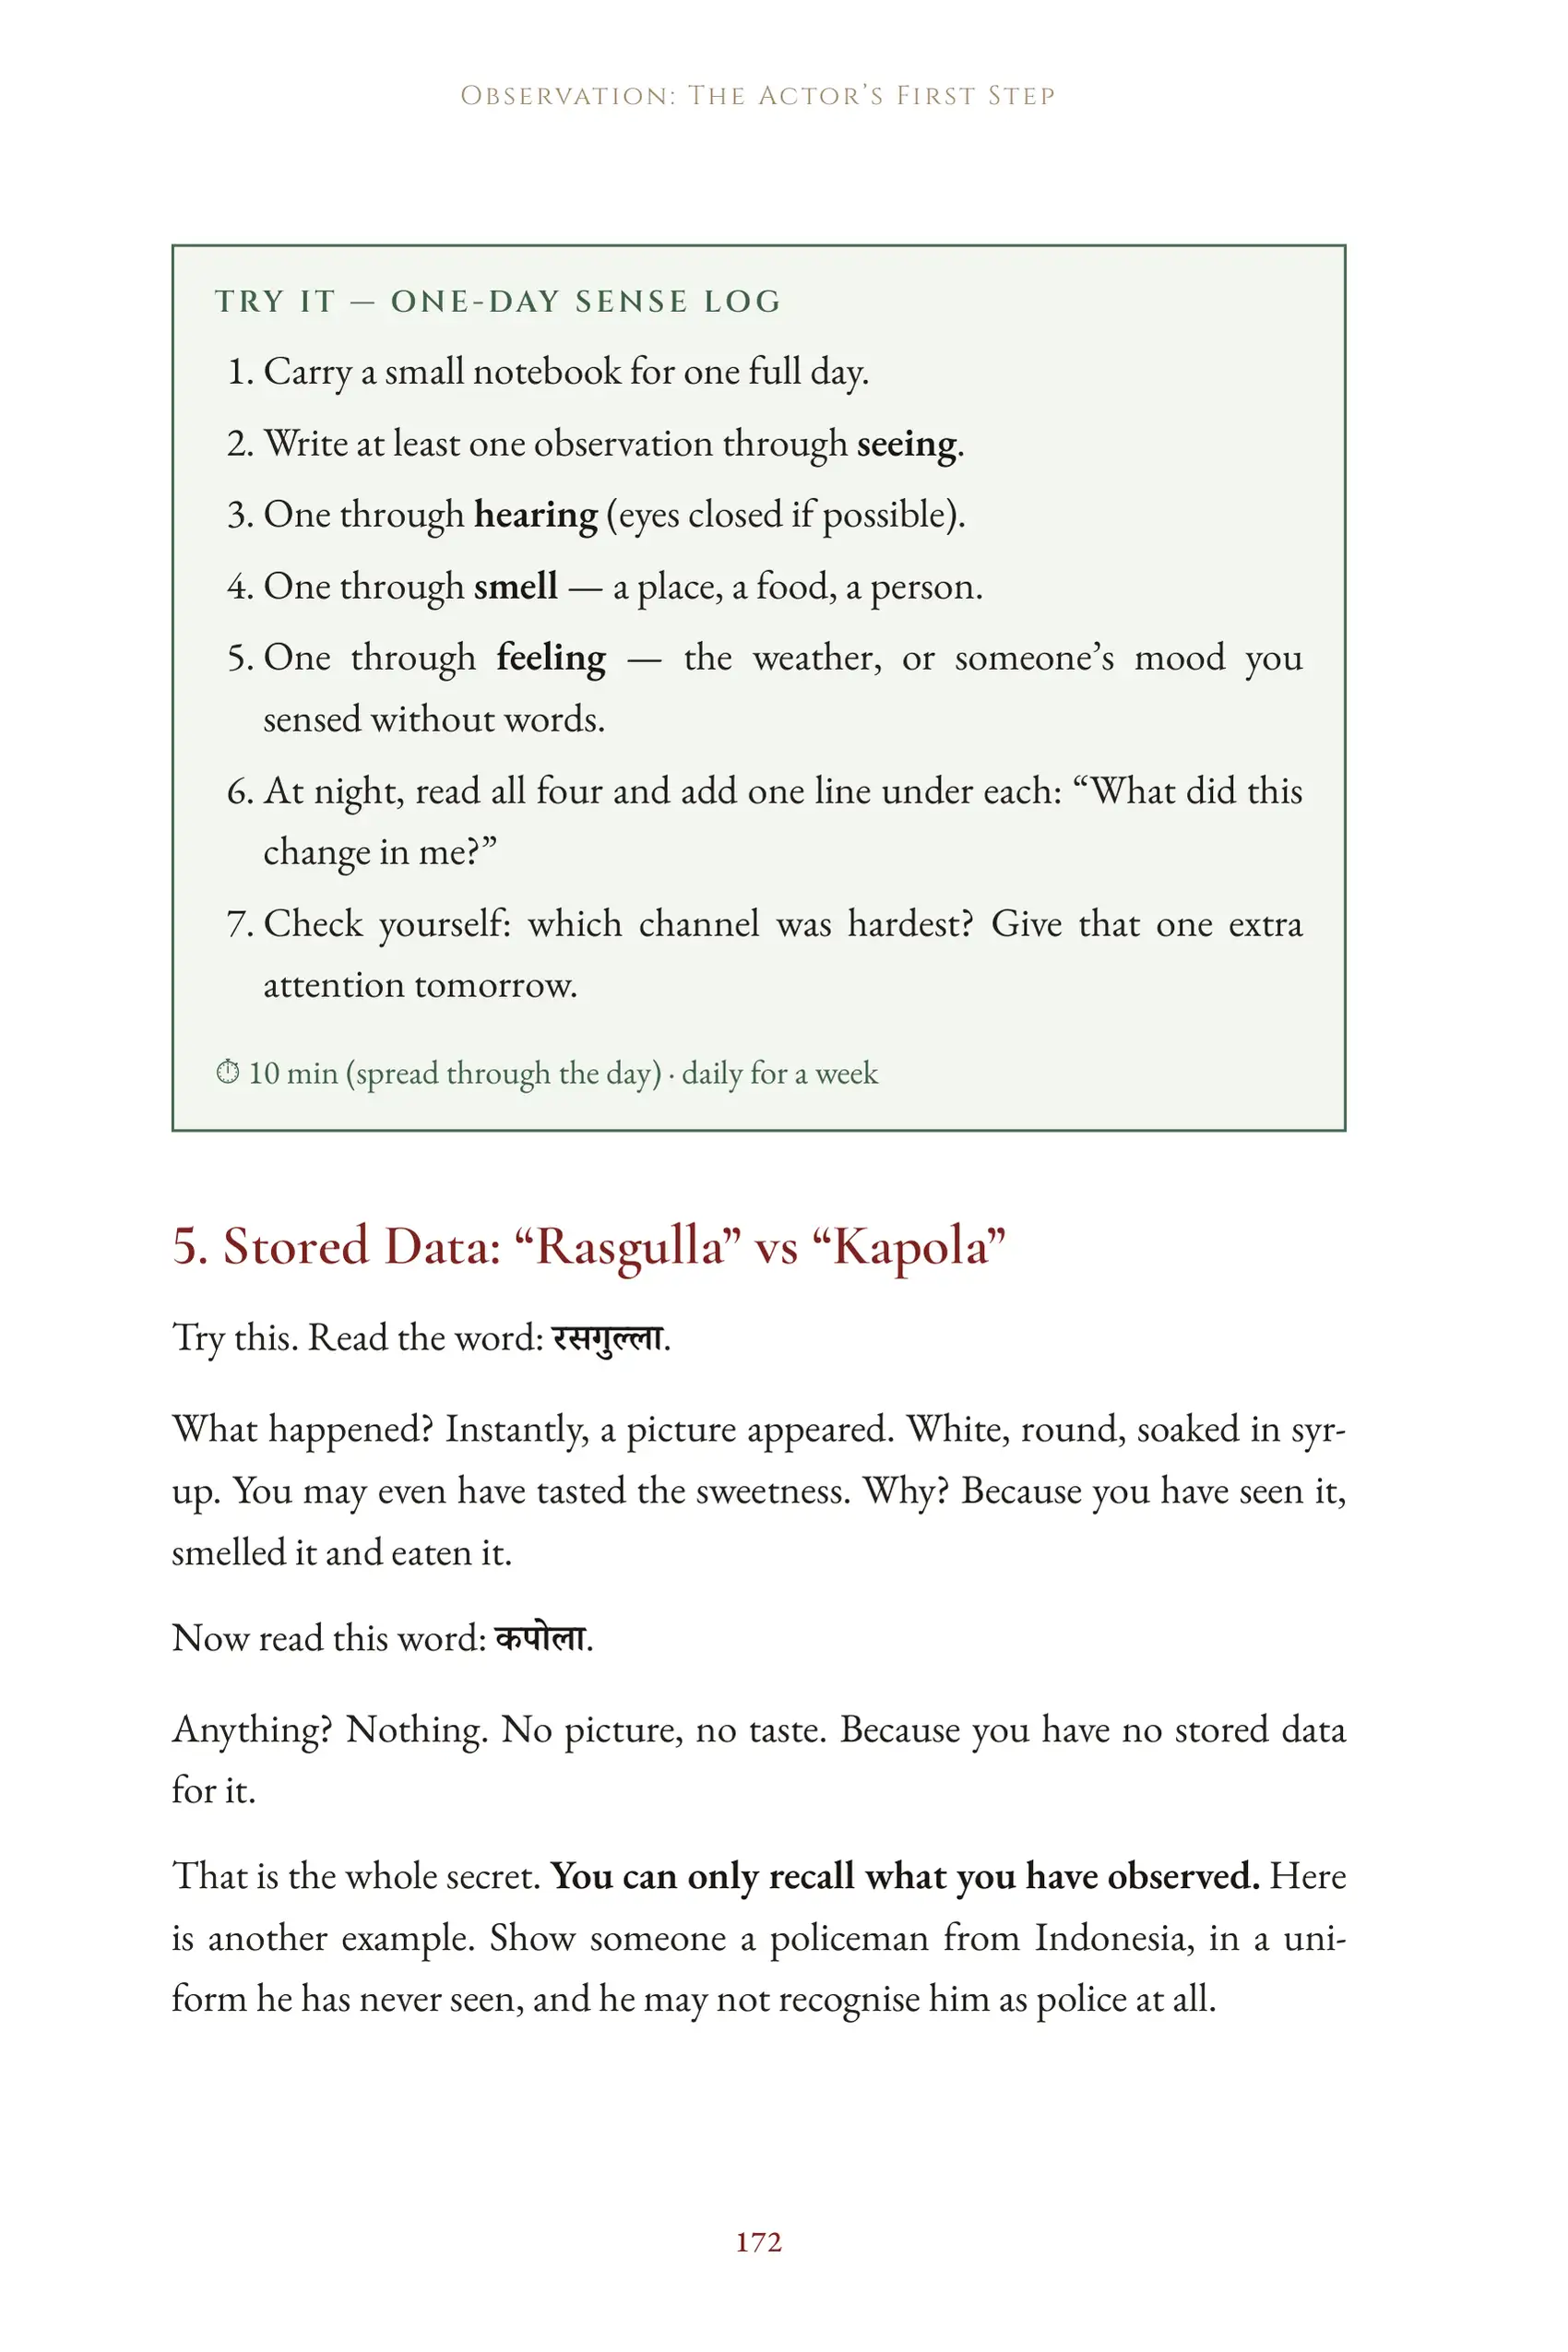 Observation: The Actor’s First Step
TRY IT — ONE-DAY SENSE LOG
1. Carry a small notebook for one full day.
2. Write at least one observation through seeing.
3. One through hearing (eyes closed if possible).
4. One through smell — a place, a food, a person.
5. One through feeling — the weather, or someone’s mood you
sensed without words.
6. At night, read all four and add one line under each: “What did this
change in me?”
7. Check yourself: which channel was hardest? Give that one extra
attention tomorrow.
⏱ 10 min (spread through the day) · daily for a week
5. Stored Data: “Rasgulla” vs “Kapola”
Try this. Read the word: रसगुल्ला.
What happened? Instantly, a picture appeared. White, round, soaked in syr-
up. You may even have tasted the sweetness. Why? Because you have seen it,
smelled it and eaten it.
Now read this word: कपोला.
Anything? Nothing. No picture, no taste. Because you have no stored data
for it.
That is the whole secret. You can only recall what you have observed. Here
is another example. Show someone a policeman from Indonesia, in a uni-
form he has never seen, and he may not recognise him as police at all.
172